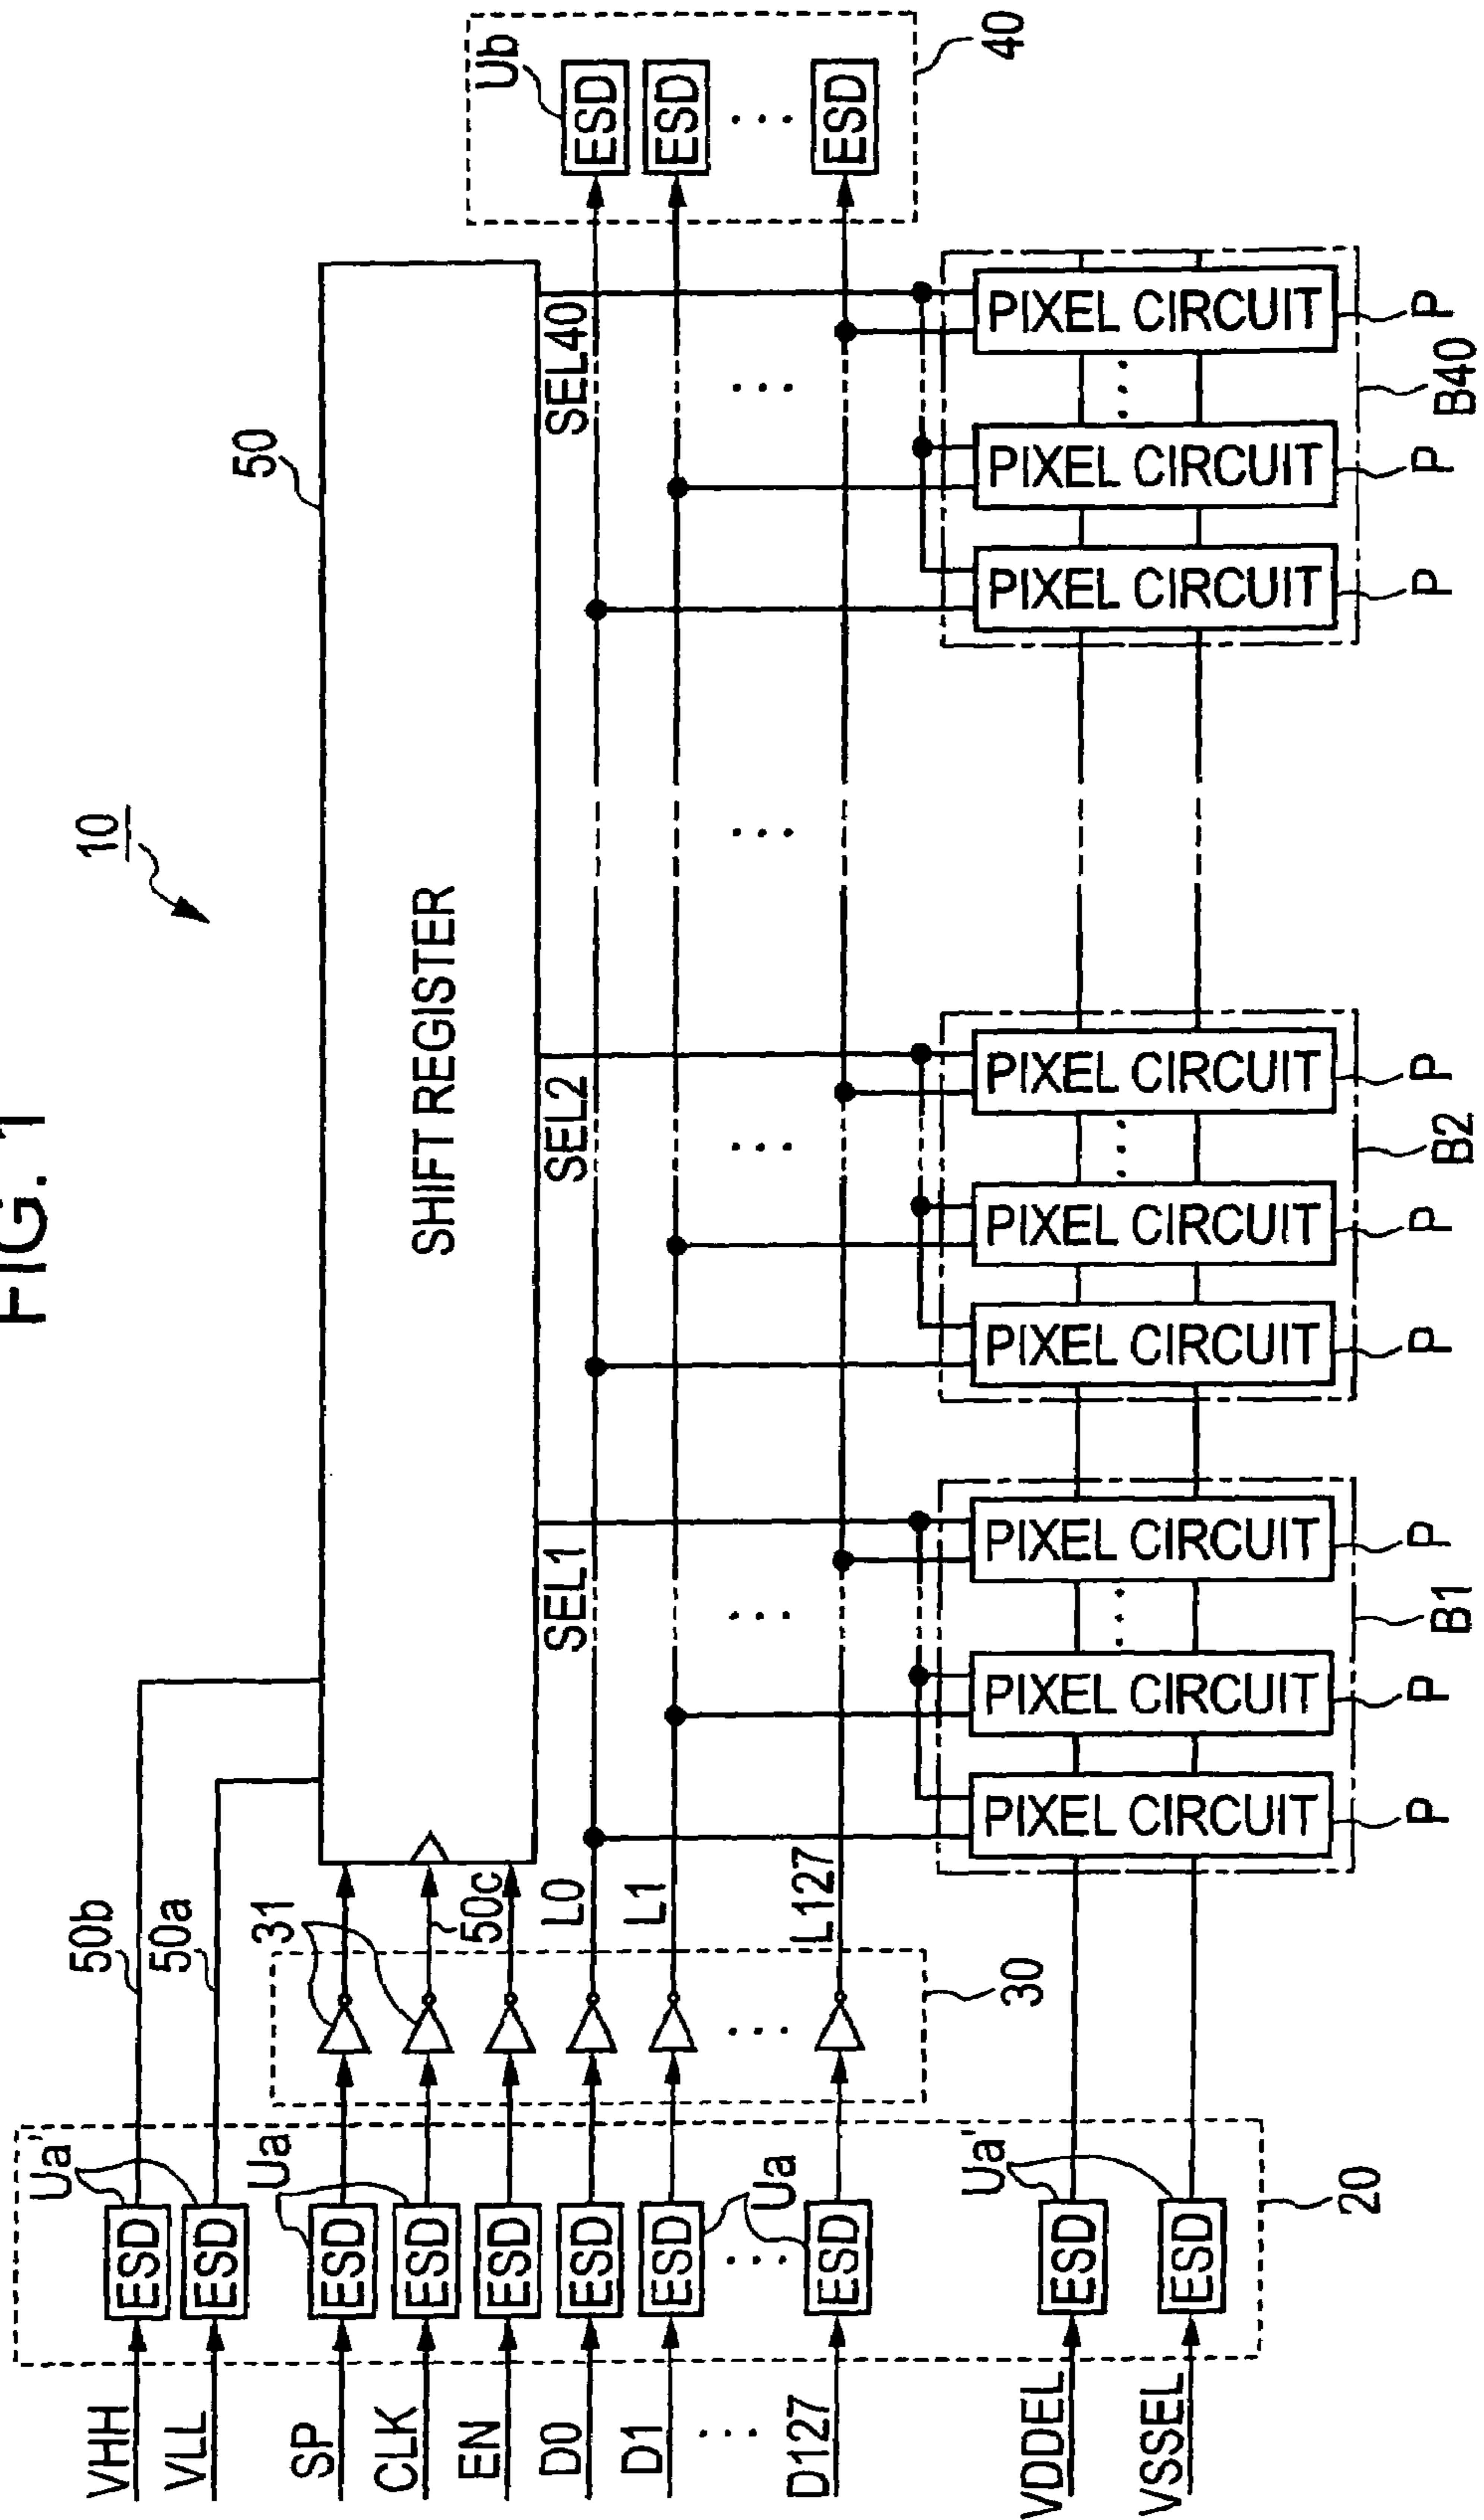 FIG. 1
10
50
SHIFT REGISTER
VHH
VLL
SP
CLK
EN
D0
D1
...
D127
VDDEL
VSSEL
Ua
ESD
ESD
Ua
ESD
ESD
ESD
ESD
ESD
...
ESD
Ua
Ua
ESD
ESD
20
50b
50a
31
50c
L0
L1
...
L127
30
SEL1
SEL2
SEL40
...
...
...
...
Ub
ESD
ESD
...
ESD
40
PIXEL CIRCUIT
PIXEL CIRCUIT
...
PIXEL CIRCUIT
P
P
B1
P
PIXEL CIRCUIT
PIXEL CIRCUIT
...
PIXEL CIRCUIT
P
P
B2
P
PIXEL CIRCUIT
PIXEL CIRCUIT
...
PIXEL CIRCUIT
P
P
B40
P